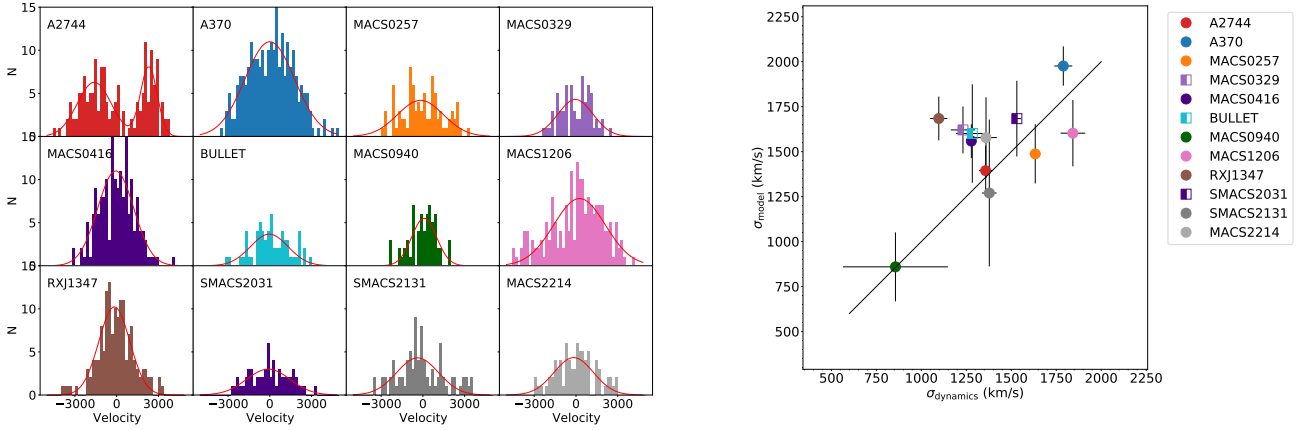 A2744
A370
MACS0257
MACS0329
15
10
5
N
MACS0416
BULLET
MACS0940
MACS1206
15
10
5
N
RXJ1347
SMACS2031
SMACS2131
MACS2214
15
10
5
0
N
−3000 0 3000
−3000 0 3000
−3000 0 3000
−3000 0 3000
Velocity
Velocity
Velocity
Velocity
2250
2000
1750
1500
1250
1000
750
500
σmodel (km/s)
500 750 1000 1250 1500 1750 2000 2250
σdynamics (km/s)
A2744
A370
MACS0257
MACS0329
MACS0416
BULLET
MACS0940
MACS1206
RXJ1347
SMACS2031
SMACS2131
MACS2214